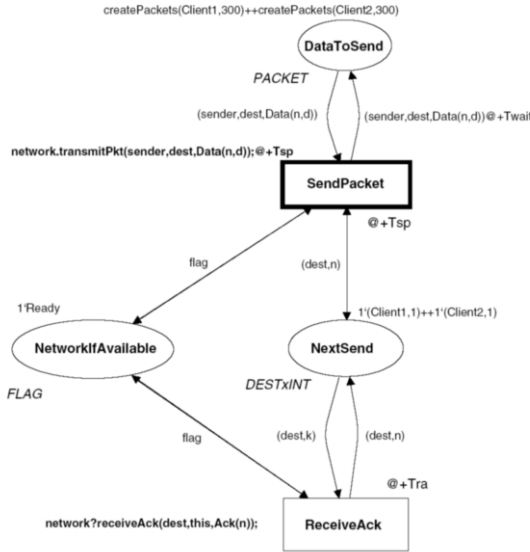 createPackets(Client1,300)++createPackets(Client2,300)
DataToSend
PACKET
(sender,dest,Data(n,d))
(sender,dest,Data(n,d))@+Twait
network.transmitPkt(sender,dest,Data(n,d));@+Tsp
SendPacket
@+Tsp
flag
(dest,n)
1'Ready
1'(Client1,1)++1'(Client2,1)
NetworkIfAvailable
NextSend
FLAG
DESTxINT
flag
(dest,k)
(dest,n)
@+Tra
network?receiveAck(dest,this,Ack(n));
ReceiveAck